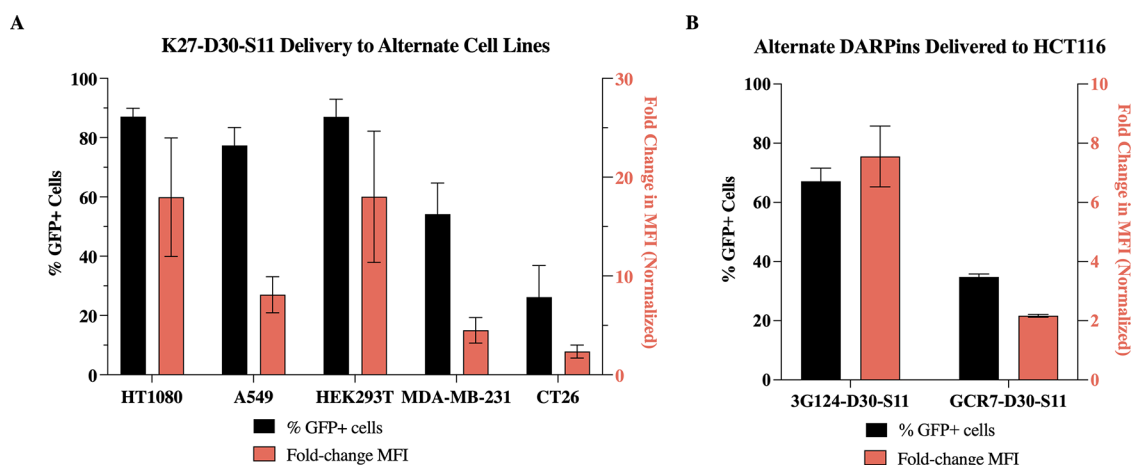 A
K27-D30-S11 Delivery to Alternate Cell Lines
100
80
60
40
20
0
% GFP+ Cells
30
20
10
0
Fold Change in MFI (Normalized)
HT1080 A549 HEK293T MDA-MB-231 CT26
% GFP+ cells
Fold-change MFI
B
Alternate DARPins Delivered to HCT116
100
80
60
40
20
0
% GFP+ Cells
10
8
6
4
2
0
Fold Change in MFI (Normalized)
3G124-D30-S11 GCR7-D30-S11
% GFP+ cells
Fold-change MFI